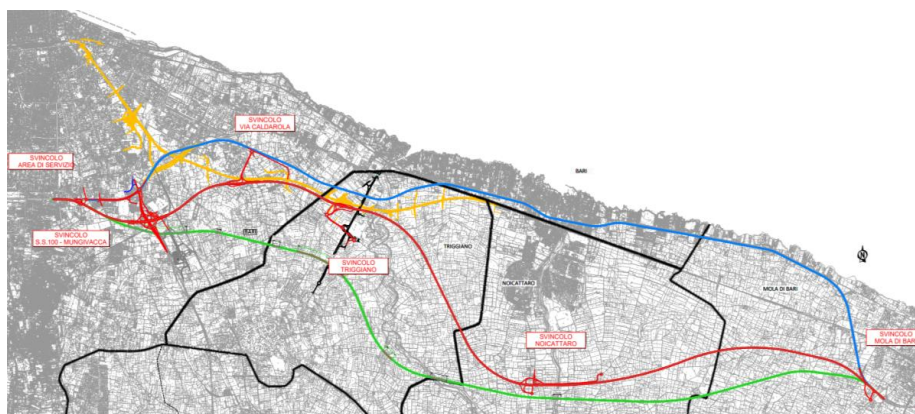 SVINCOLO
VIA CALDAROLA
SVINCOLO
AREA DI SERVIZIO
BARI
SVINCOLO
S.S.100 - MUNGIVACCA
BARI
TRIGGIANO
SVINCOLO
TRIGGIANO
NOICATTARO
MOLA DI BARI
N
SVINCOLO
NOICATTARO
SVINCOLO
MOLA DI BARI